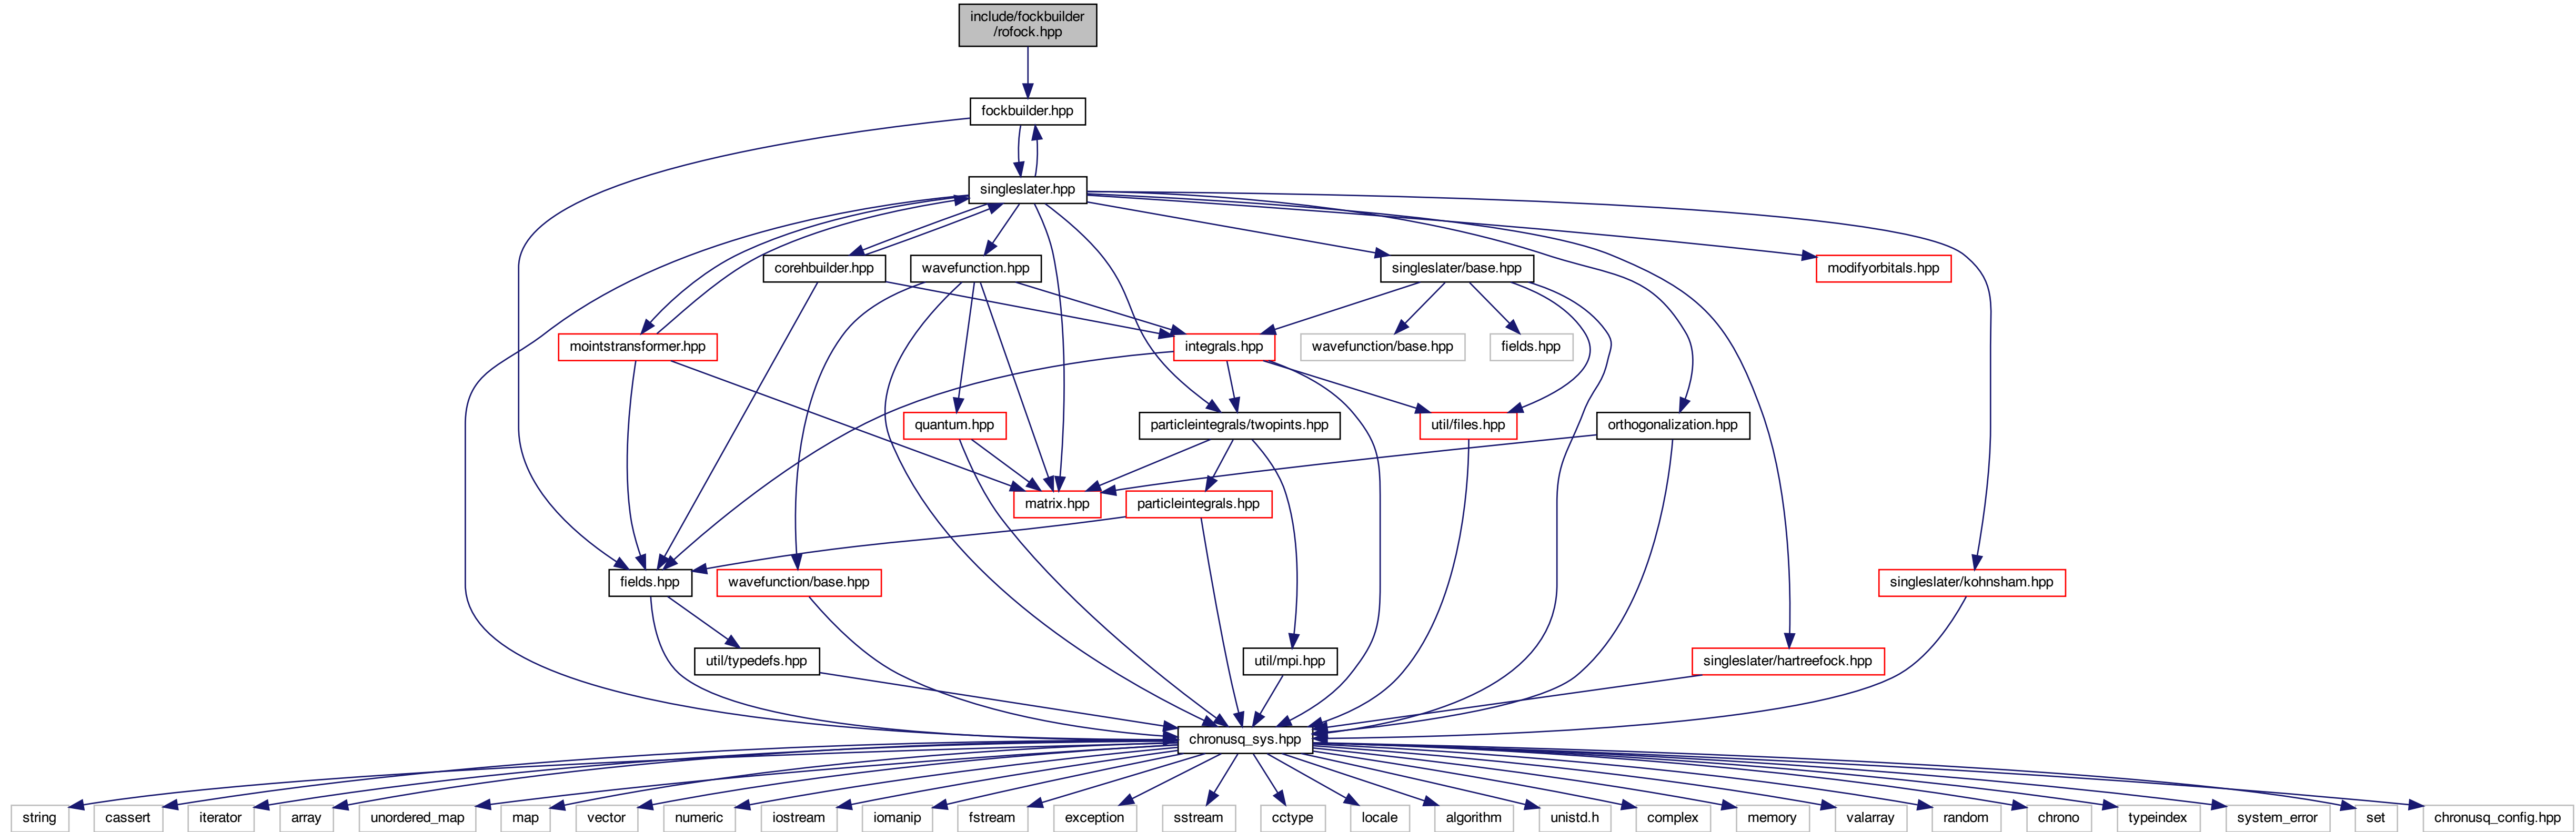 include/fockbuilder
/rofock.hpp
fockbuilder.hpp
singleslater.hpp
corehbuilder.hpp
wavefunction.hpp
singleslater/base.hpp
modifyorbitals.hpp
mointstransformer.hpp
integrals.hpp
wavefunction/base.hpp
fields.hpp
quantum.hpp
particleintegrals/twopints.hpp
util/files.hpp
orthogonalization.hpp
matrix.hpp
particleintegrals.hpp
fields.hpp
wavefunction/base.hpp
singleslater/kohnsham.hpp
util/typedefs.hpp
util/mpi.hpp
singleslater/hartreefock.hpp
chronusq_sys.hpp
string
cassert
iterator
array
unordered_map
map
vector
numeric
iostream
iomanip
fstream
exception
sstream
cctype
locale
algorithm
unistd.h
complex
memory
valarray
random
chrono
typeindex
system_error
set
chronusq_config.hpp